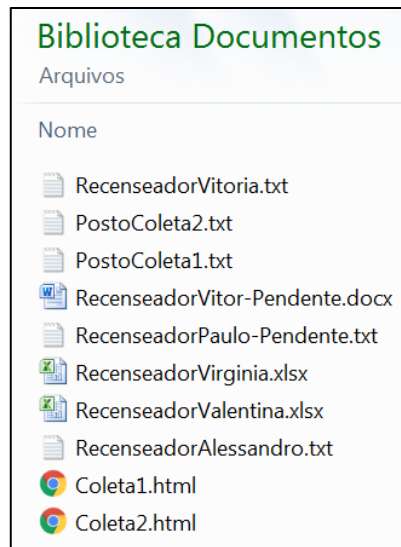 Biblioteca Documentos
Arquivos
Nome
RecenseadorVitoria.txt
PostoColeta2.txt
PostoColeta1.txt
RecenseadorVitor-Pendente.docx
RecenseadorPaulo-Pendente.txt
RecenseadorVirginia.xlsx
RecenseadorValentina.xlsx
RecenseadorAlessandro.txt
Coleta1.html
Coleta2.html